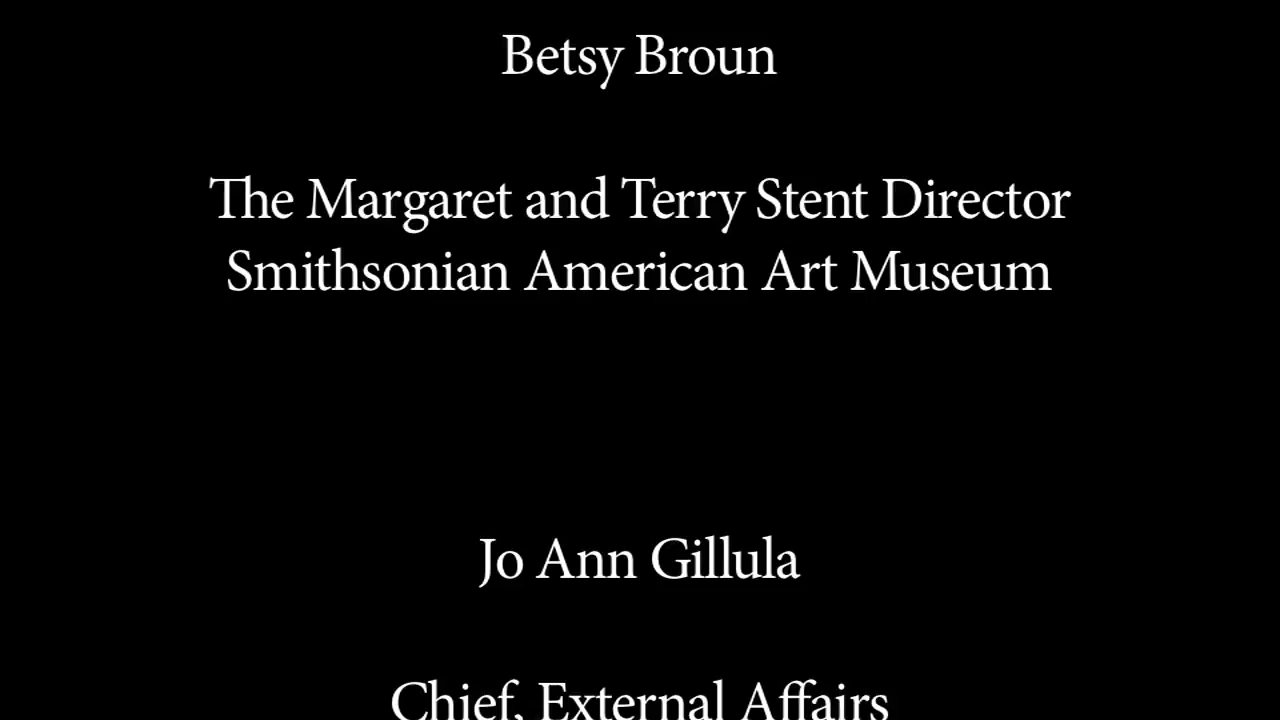 Betsy Broun
The Margaret and Terry Stent Director
Smithsonian American Art Museum
Jo Ann Gillula
Chief, External Affairs